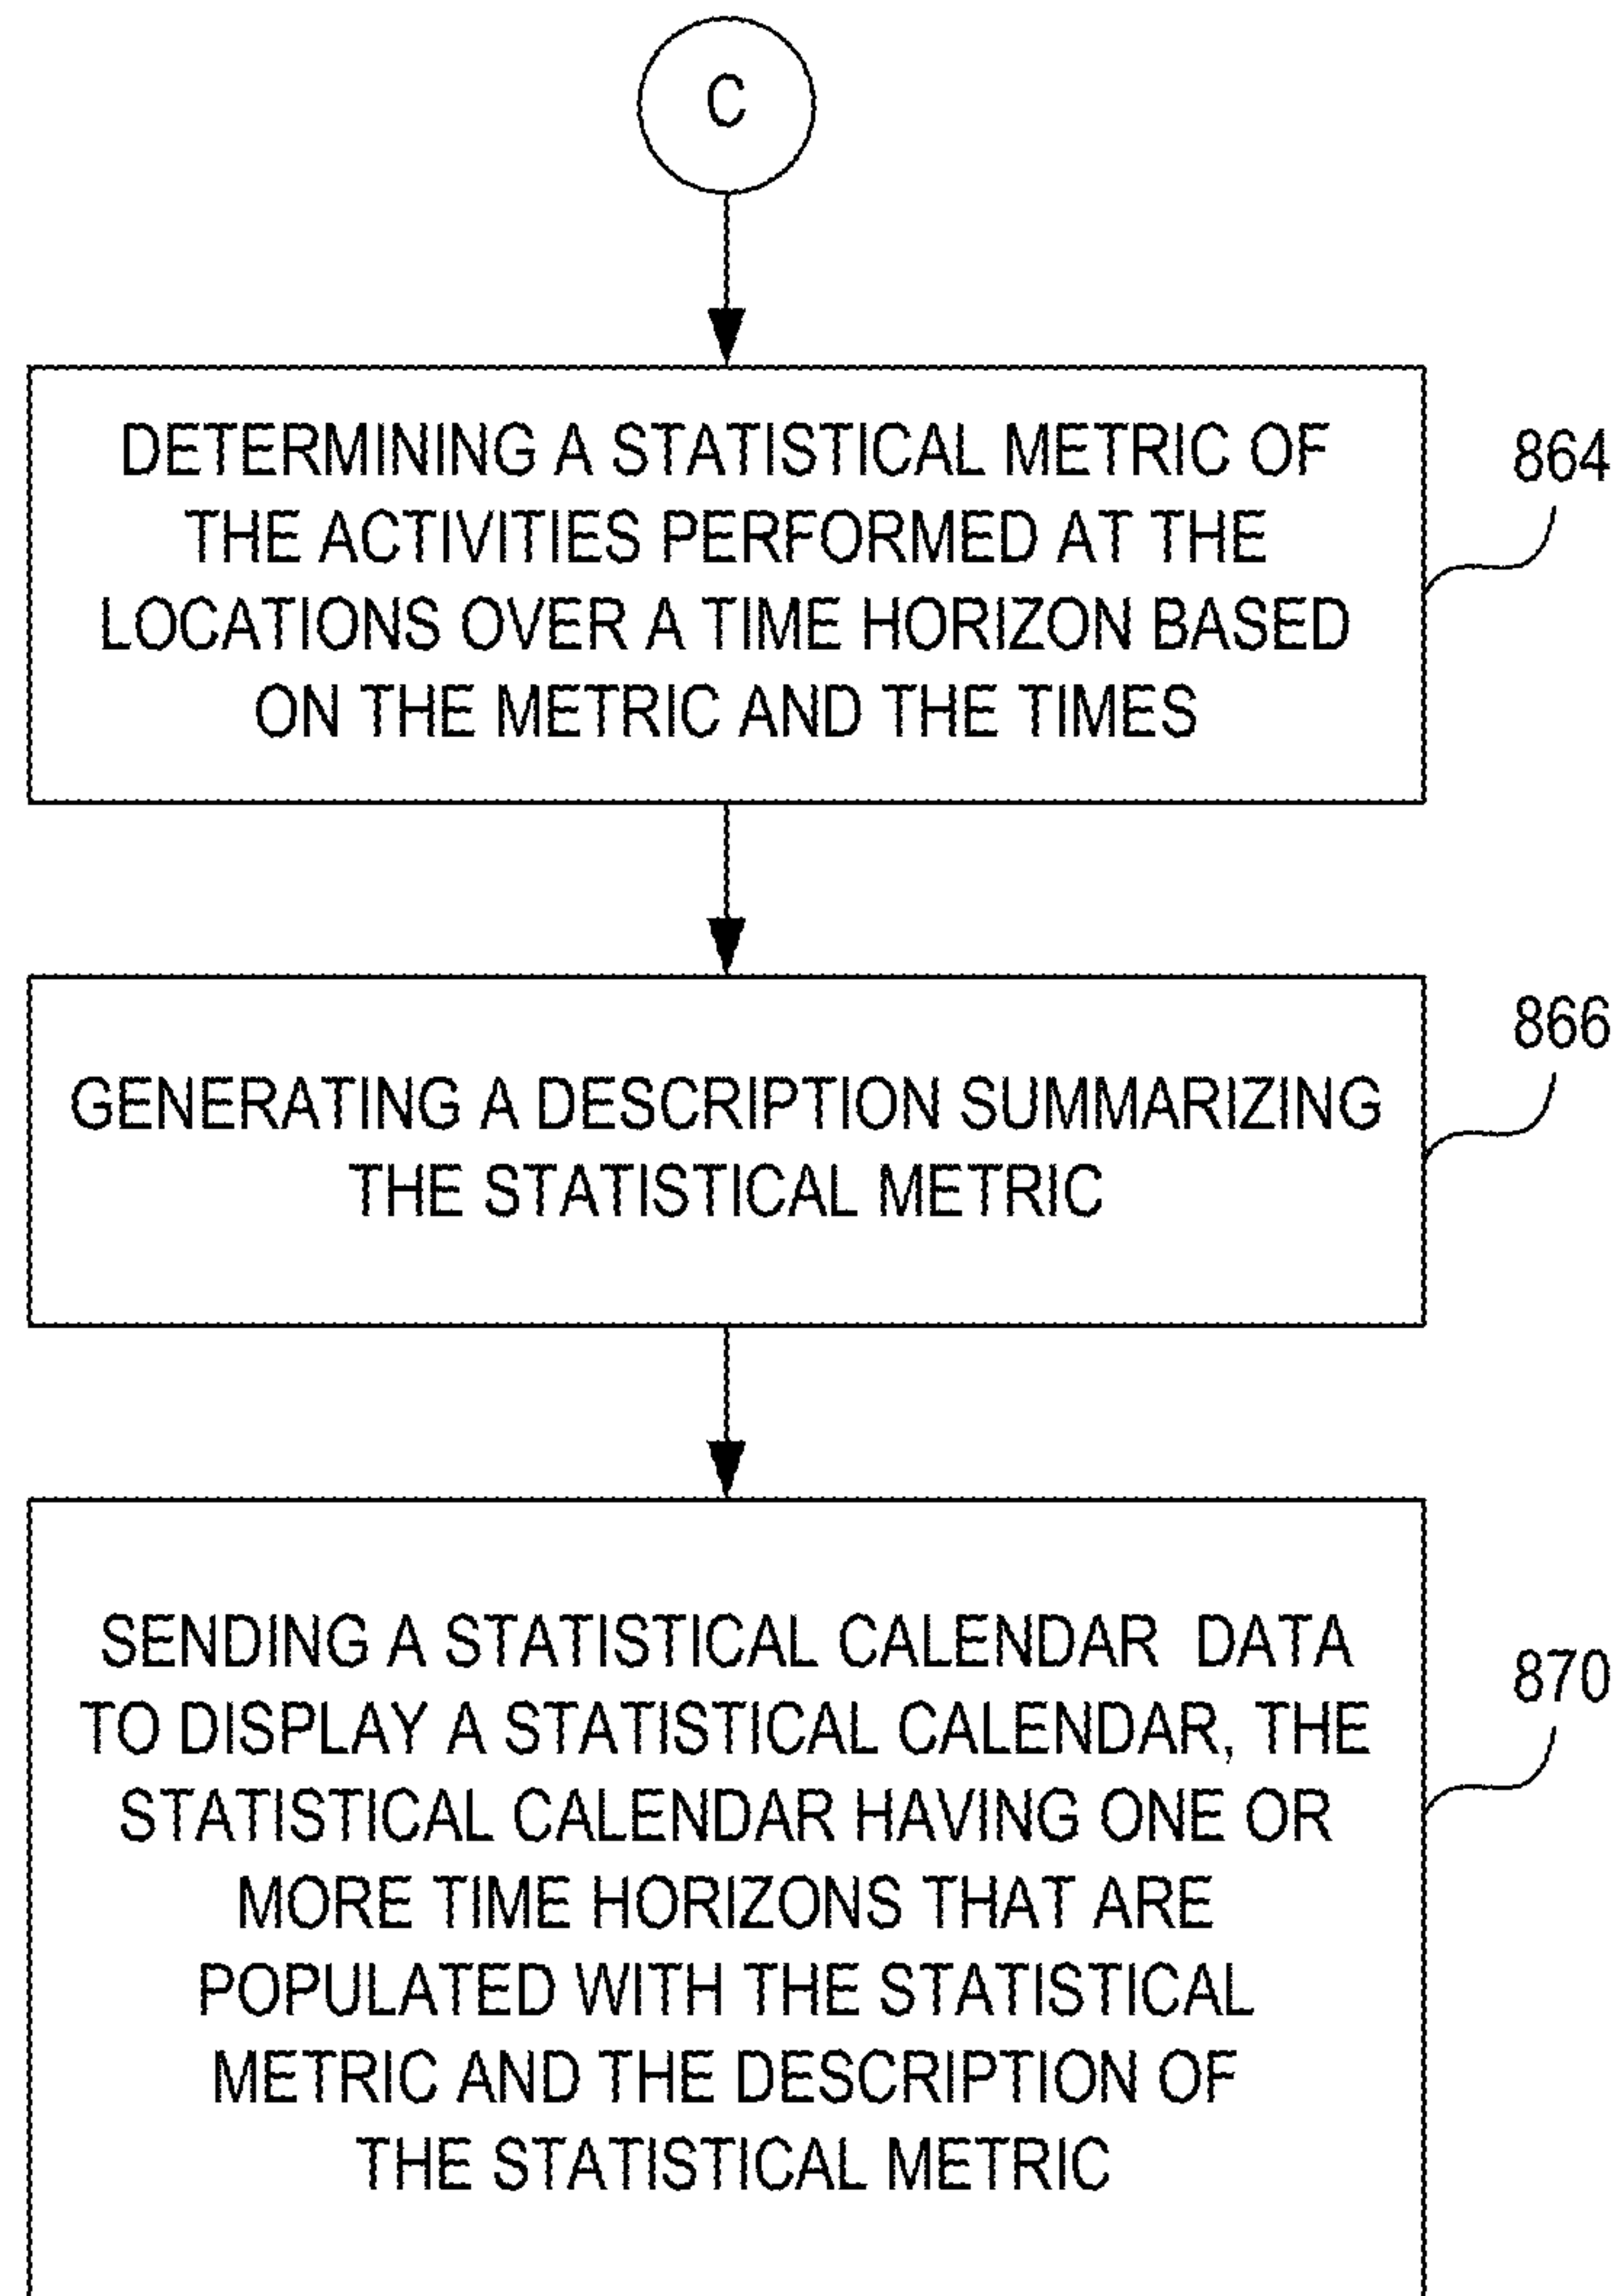 C
DETERMINING A STATISTICAL METRIC OF
THE ACTIVITIES PERFORMED AT THE
LOCATIONS OVER A TIME HORIZON BASED
ON THE METRIC AND THE TIMES
864
GENERATING A DESCRIPTION SUMMARIZING
THE STATISTICAL METRIC
866
SENDING A STATISTICAL CALENDAR DATA
TO DISPLAY A STATISTICAL CALENDAR, THE
STATISTICAL CALENDAR HAVING ONE OR
MORE TIME HORIZONS THAT ARE
POPULATED WITH THE STATISTICAL
METRIC AND THE DESCRIPTION OF
THE STATISTICAL METRIC
870